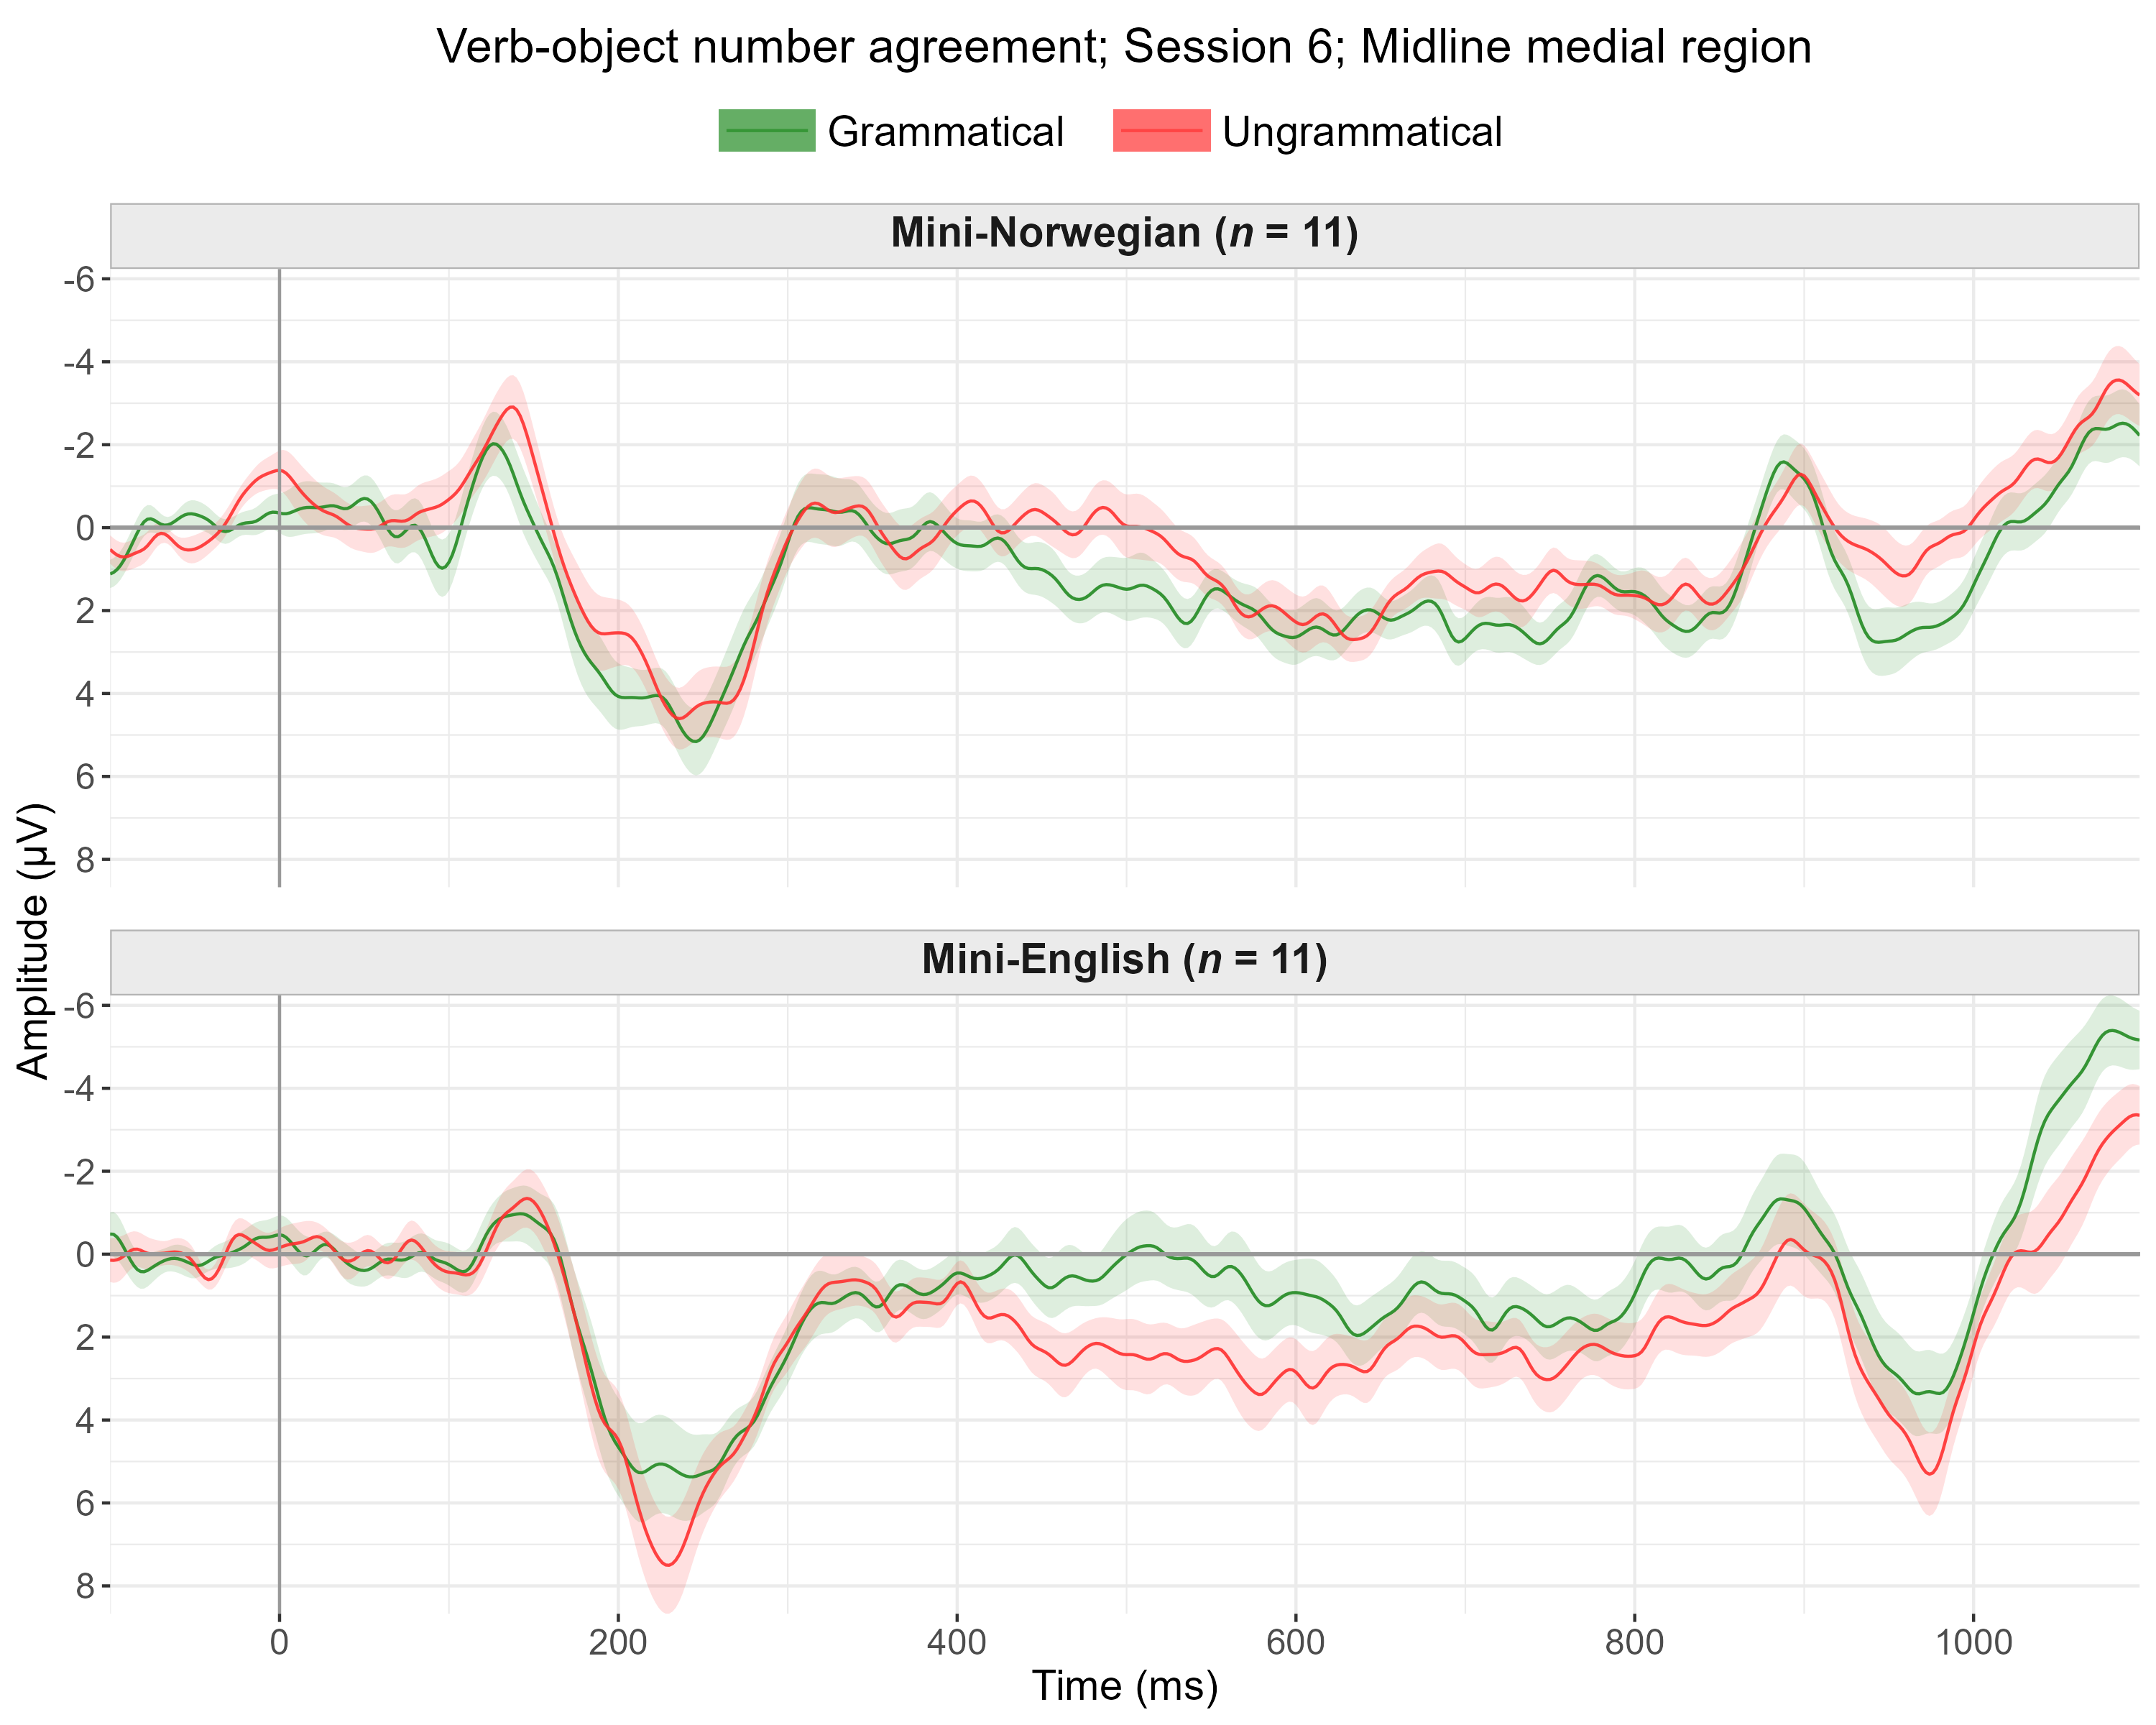 Verb-object number agreement; Session 6; Midline medial region
Grammatical
Ungrammatical
Mini-Norwegian (n = 11)
-6
-4
-2
0
2
4
6
8
Amplitude (µV)
Mini-English (n = 11)
-6
-4
-2
0
2
4
6
8
0 200 400 600 800 1000
Time (ms)